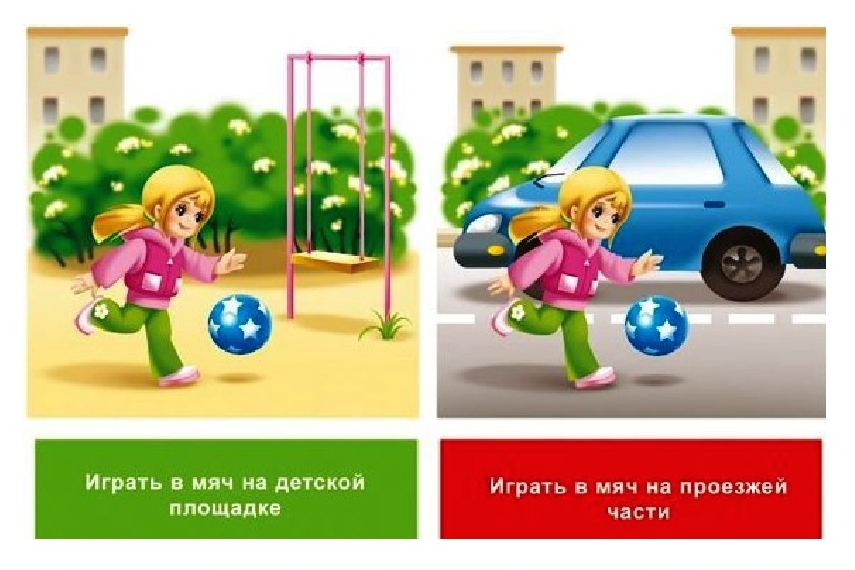 Играть в мяч на детской
площадке
Играть в мяч на проезжей
части